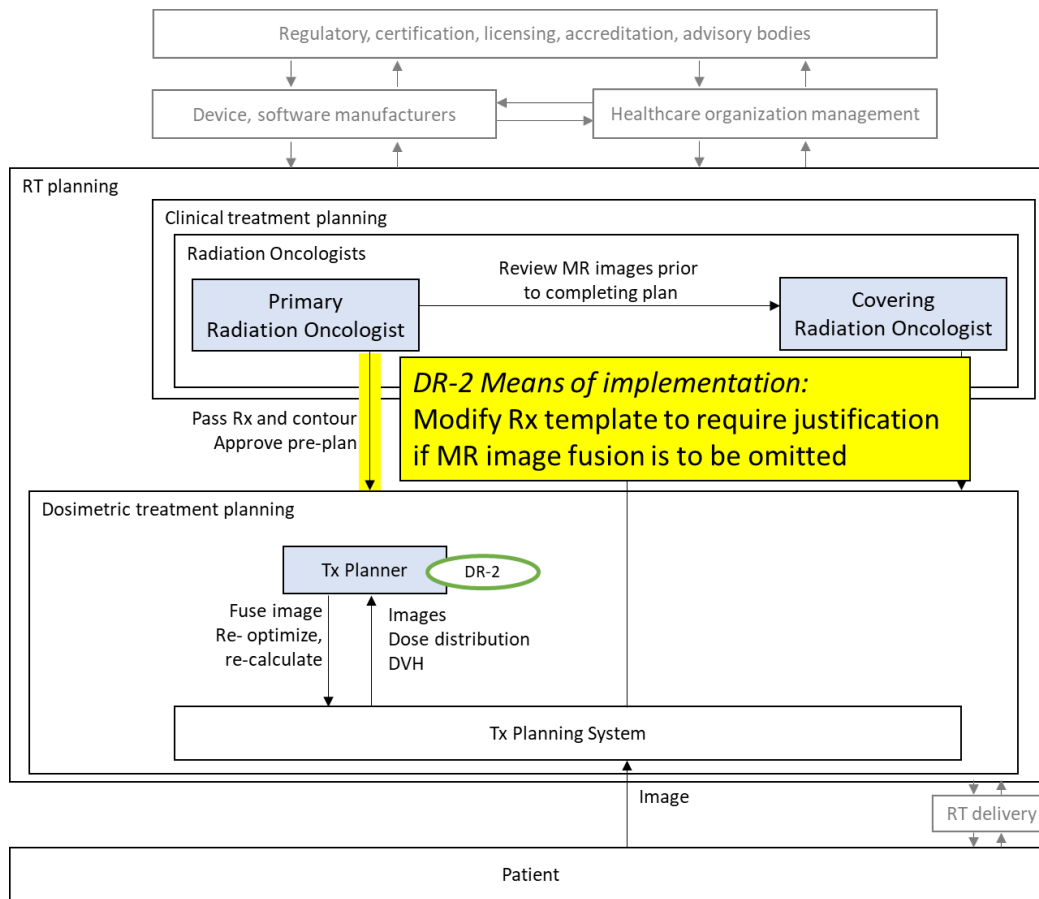 Regulatory, certification, licensing, accreditation, advisory bodies
Device, software manufacturers
Healthcare organization management
RT planning
Clinical treatment planning
Radiation Oncologists
Primary
Radiation Oncologist
Review MR images prior
to completing plan
Covering
Radiation Oncologist
Pass Rx and contour
Approve pre-plan
DR-2 Means of implementation:
Modify Rx template to require justification
if MR image fusion is to be omitted
Dosimetric treatment planning
Tx Planner
DR-2
Fuse image
Re- optimize,
re-calculate
Images
Dose distribution
DVH
Tx Planning System
Image
RT delivery
Patient